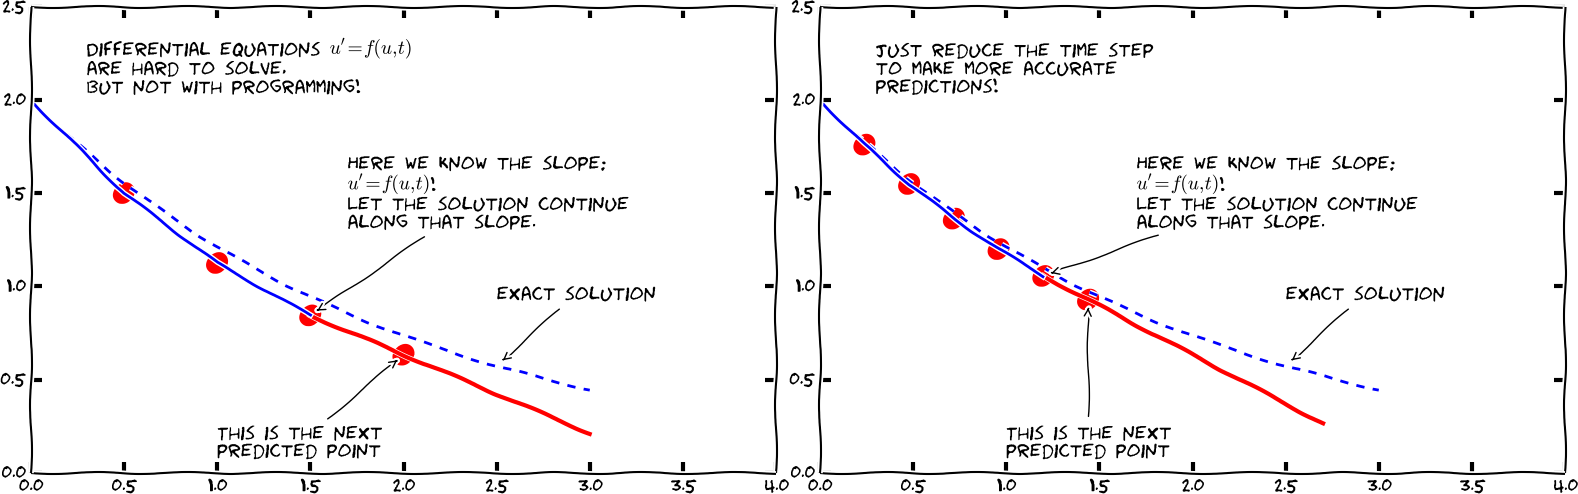 DIFFERENTIAL EQUATIONS u'=f(u,t)
ARE HARD TO SOLVE.
BUT NOT WITH PROGRAMMING!
HERE WE KNOW THE SLOPE:
u'=f(u,t)!
LET THE SOLUTION CONTINUE
ALONG THAT SLOPE.
EXACT SOLUTION
THIS IS THE NEXT
PREDICTED POINT
2.5
2.0
1.5
1.0
0.5
0.0
0.5 1.0 1.5 2.0 2.5 3.0 3.5 4.0
JUST REDUCE THE TIME STEP
TO MAKE MORE ACCURATE
PREDICTIONS!
HERE WE KNOW THE SLOPE:
u'=f(u,t)!
LET THE SOLUTION CONTINUE
ALONG THAT SLOPE.
EXACT SOLUTION
THIS IS THE NEXT
PREDICTED POINT
2.5
2.0
1.5
1.0
0.5
0.0
0.5 1.0 1.5 2.0 2.5 3.0 3.5 4.0